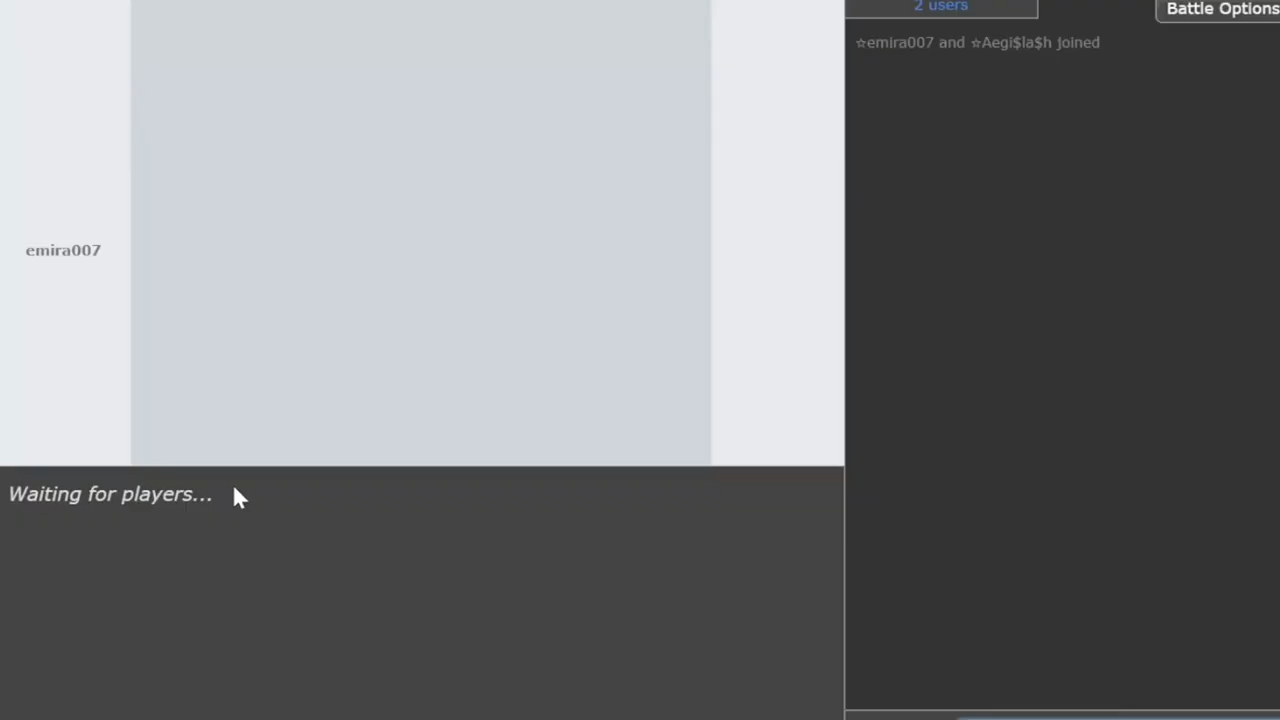 2 users
Battle Options
☆emira007 and ☆Aegi$la$h joined
emira007
Waiting for players...